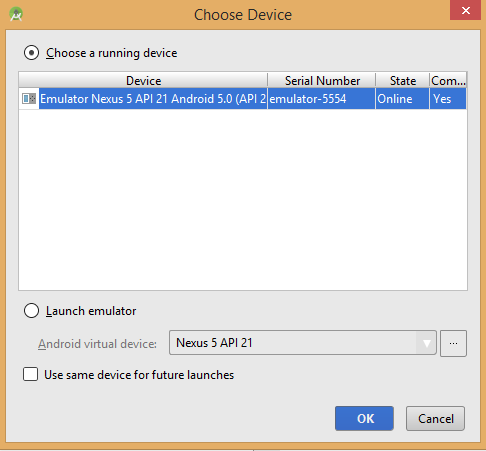 Choose Device
Choose a running device
Device Serial Number State Com...
Emulator Nexus 5 API 21 Android 5.0 (API 2 emulator-5554 Online Yes
Launch emulator
Android virtual device: Nexus 5 API 21 ...
Use same device for future launches
OK Cancel